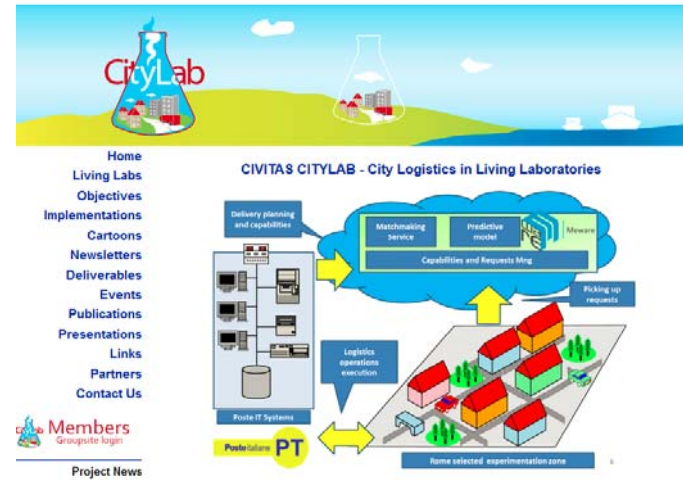 CityLab
Home
Living Labs
Objectives
Implementations
Cartoons
Newsletters
Deliverables
Events
Publications
Presentations
Links
Partners
Contact Us
Members
Groupsite login
Project News
CIVITAS CITYLAB - City Logistics in Living Laboratories
Delivery planning
and capabilities
Matchmaking
Service
Predictive
model
Meware
Capabilities and Requests Mng
Picking up
requests
Logistics
operations
execution
Poste IT Systems
Posteitaliane PT
Rome selected experimentation zone